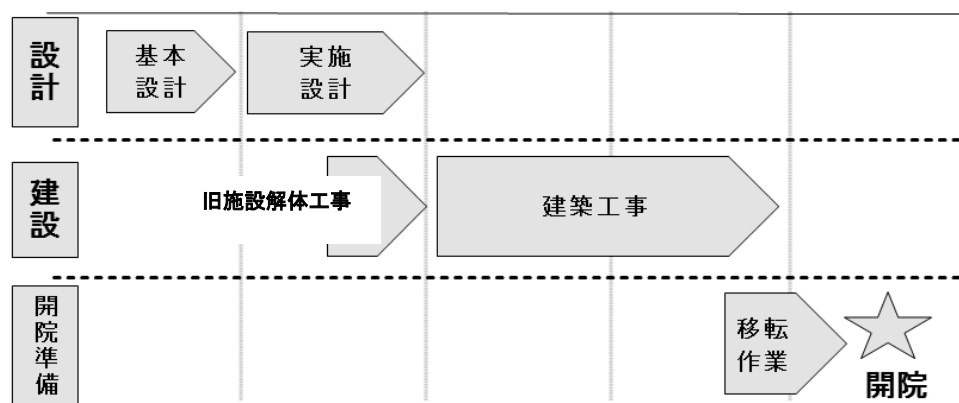 設計
基本
設計
実施
設計
建設
旧施設解体工事
建築工事
開院準備
移転
作業
開院